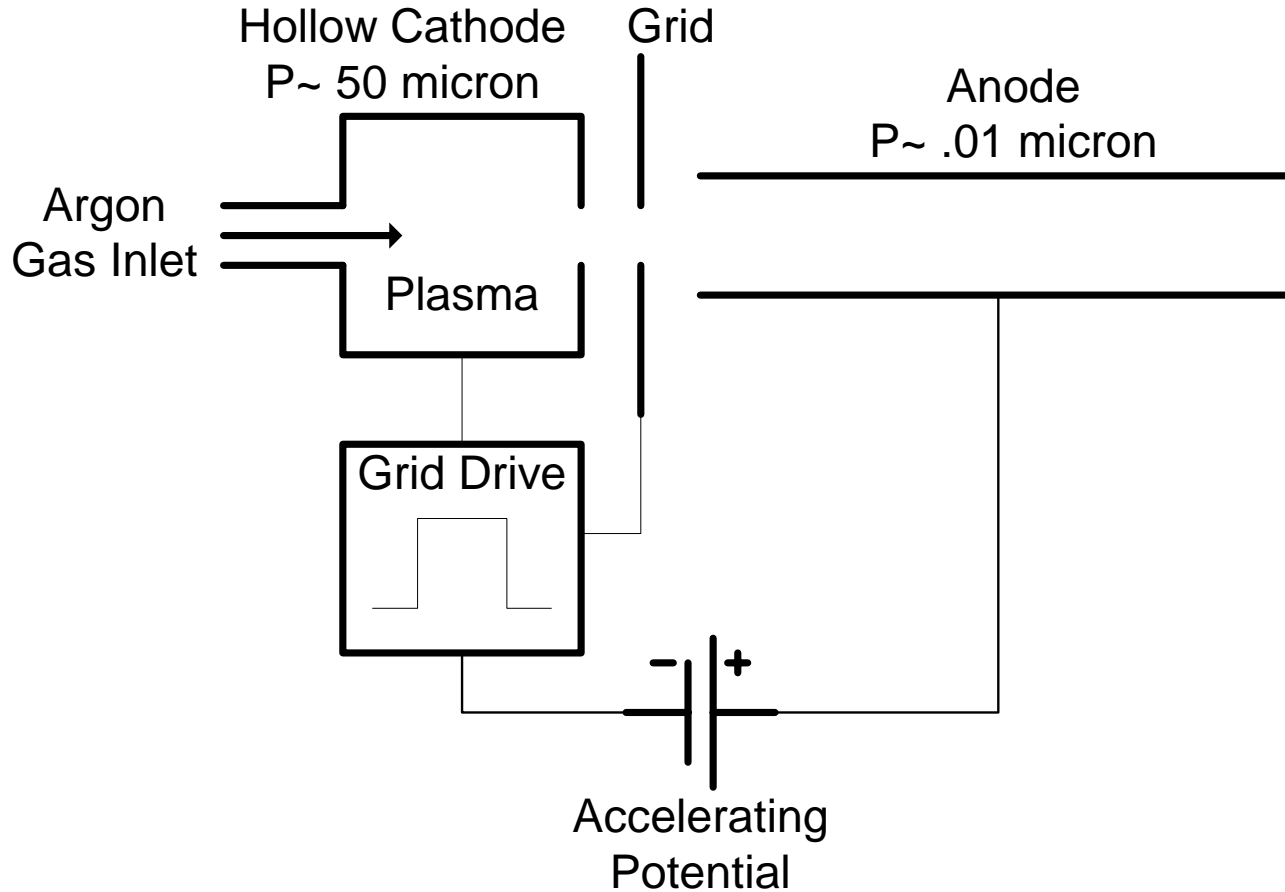 Hollow Cathode
P~ 50 micron
Grid
Anode
P~ .01 micron
Argon
Gas Inlet
Plasma
Grid Drive
- +
Accelerating
Potential